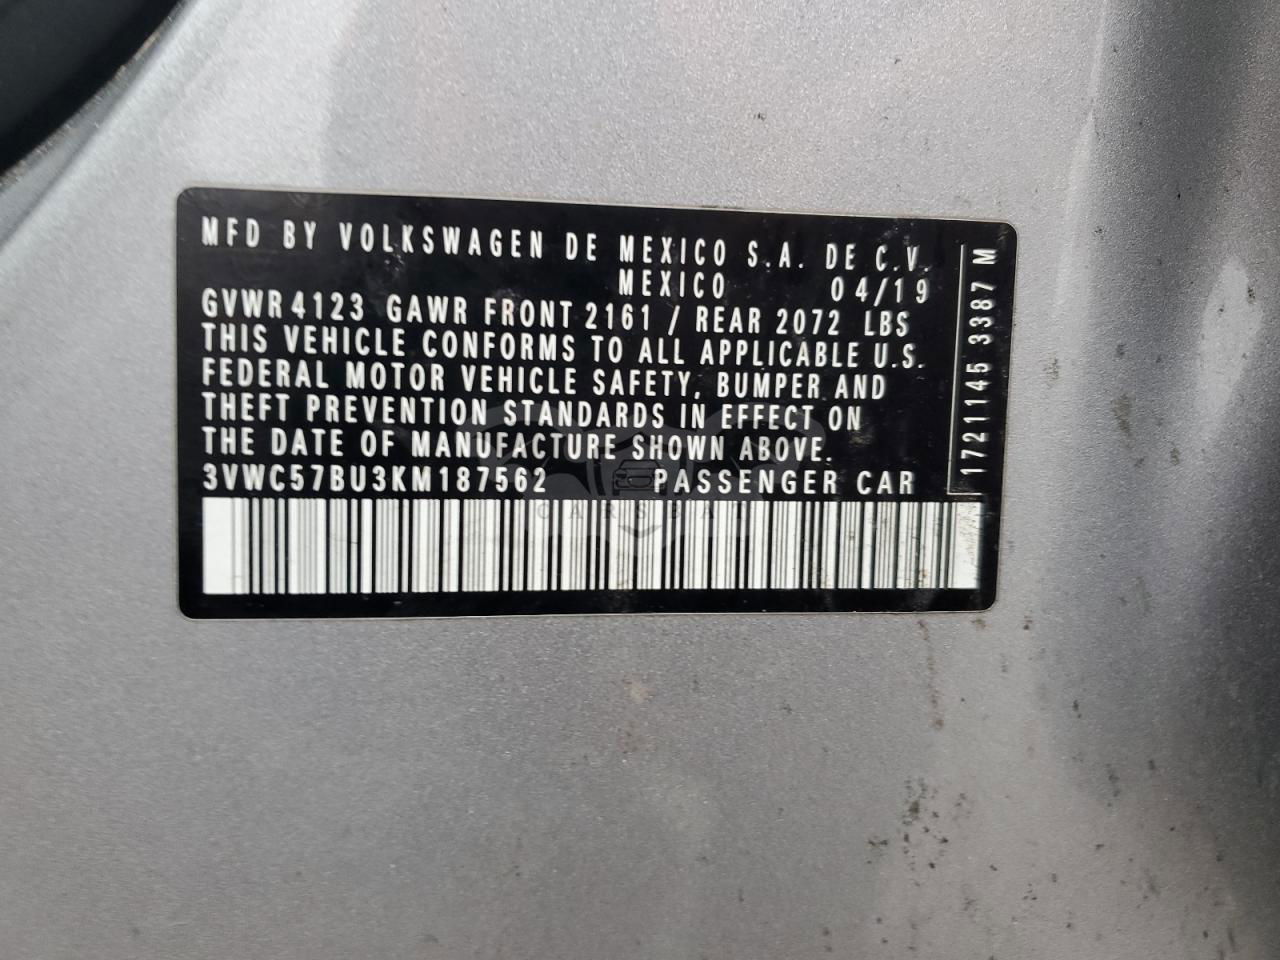 MFD BY VOLKSWAGEN DE MEXICO S.A. DE C.V.
MEXICO 04/19
GVWR 4123 GAWR FRONT 2161 / REAR 2072 LBS
THIS VEHICLE CONFORMS TO ALL APPLICABLE U.S.
FEDERAL MOTOR VEHICLE SAFETY, BUMPER AND
THEFT PREVENTION STANDARDS IN EFFECT ON
THE DATE OF MANUFACTURE SHOWN ABOVE.
3VWC57BU3KM187562 PASSENGER CAR
1721145 3387 M